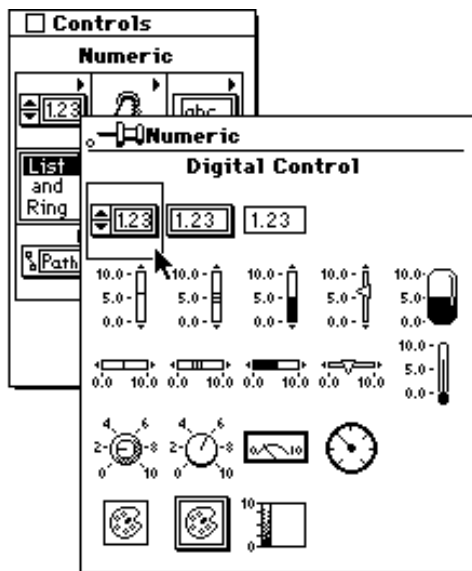 Controls
Numeric
1.23
abc
List
and
Ring
Path
Numeric
Digital Control
1.23 1.23 1.23
10.0 10.0 10.0 10.0 10.0
5.0 5.0 5.0 5.0 5.0
0.0 0.0 0.0 0.0 0.0
10.0
5.0
0.0
0.0 10.0 0.0 10.0 0.0 10.0 0.0 10.0
4 6 4 6
2 8 2 8 0 10
0 10 0 10
10
0